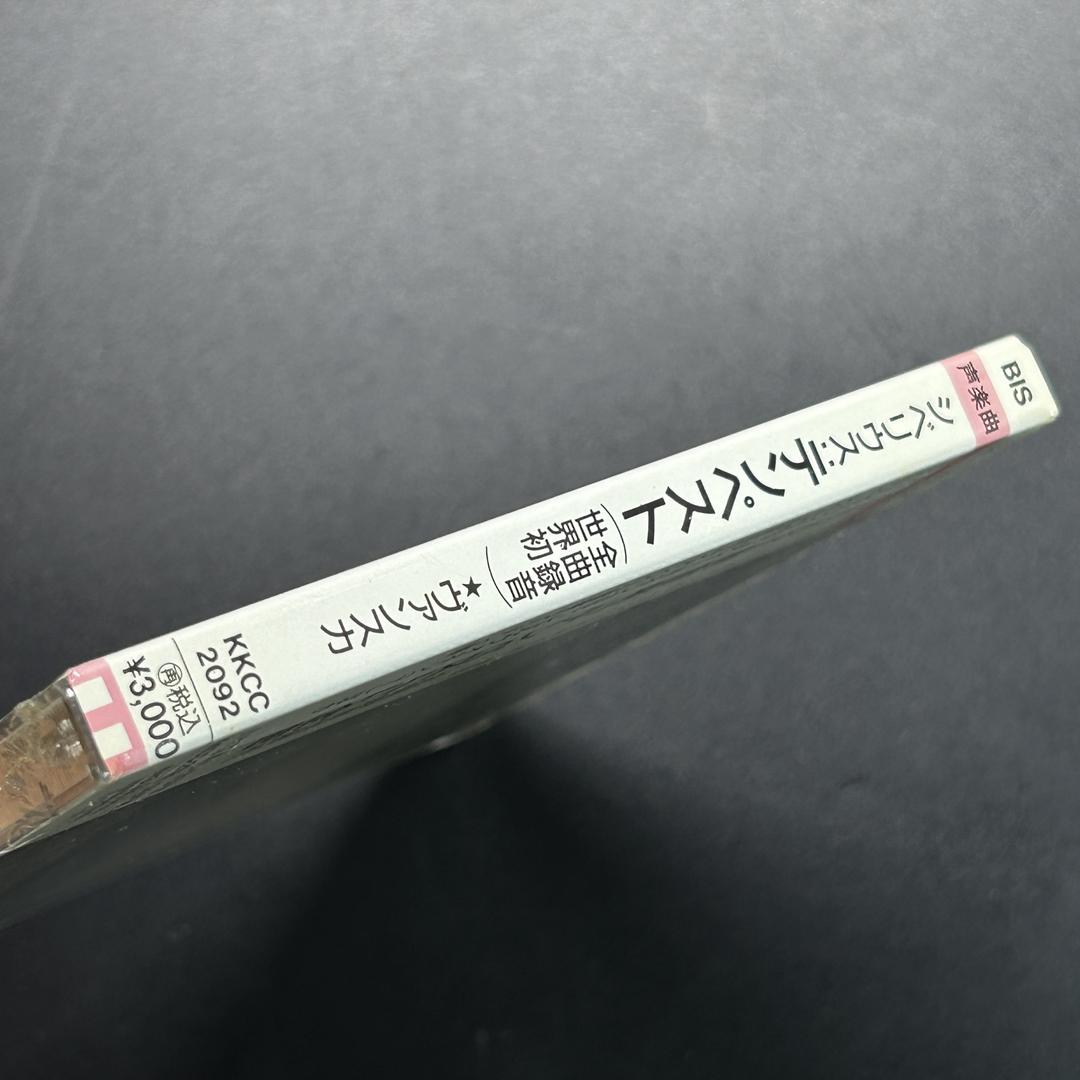 BIS
声楽曲
シベリウス:テンペスト
(世界初
全曲録音)
★ヴァンスカ
KKCC
2092
㊢税込
¥3,000